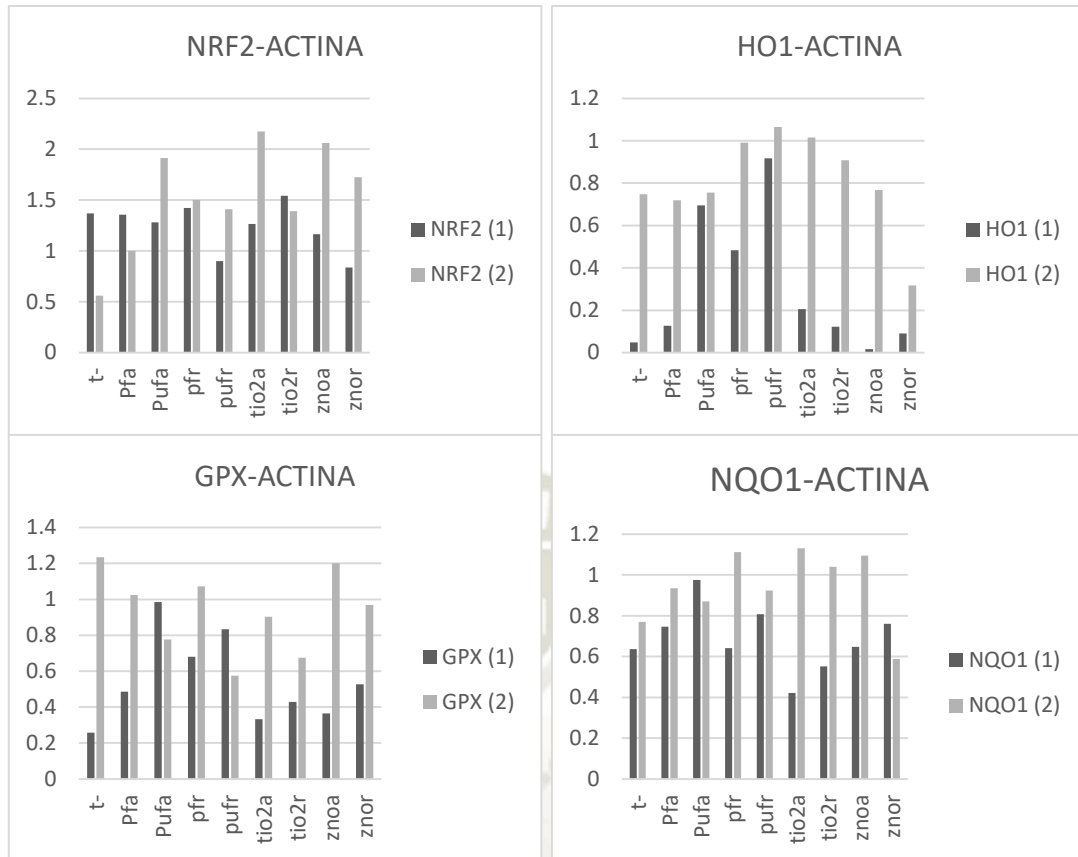 NRF2-ACTINA
2.5
2
1.5
1
0.5
0
t-
Pfa
Pufa
pfr
pufr
tio2a
tio2r
znoa
znor
NRF2 (1)
NRF2 (2)
HO1-ACTINA
1.2
1
0.8
0.6
0.4
0.2
0
t-
Pfa
Pufa
pfr
pufr
tio2a
tio2r
znoa
znor
HO1 (1)
HO1 (2)
GPX-ACTINA
1.4
1.2
1
0.8
0.6
0.4
0.2
0
t-
Pfa
Pufa
pfr
pufr
tio2a
tio2r
znoa
znor
GPX (1)
GPX (2)
NQO1-ACTINA
1.2
1
0.8
0.6
0.4
0.2
0
t-
Pfa
Pufa
pfr
pufr
tio2a
tio2r
znoa
znor
NQO1 (1)
NQO1 (2)